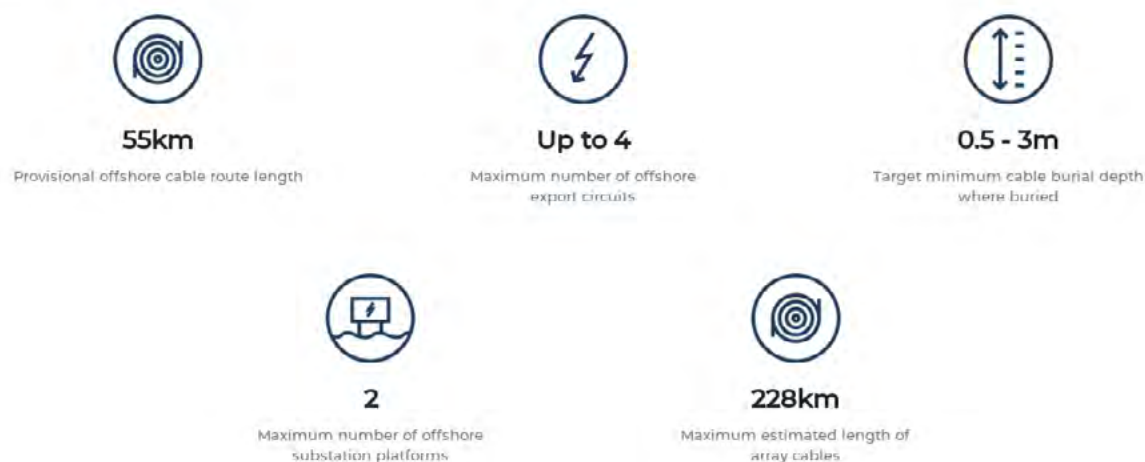 55km
Provisional offshore cable route length
Up to 4
Maximum number of offshore
export circuits
0.5 - 3m
Target minimum cable burial depth
where buried
2
Maximum number of offshore
substation platforms
228km
Maximum estimated length of
array cables